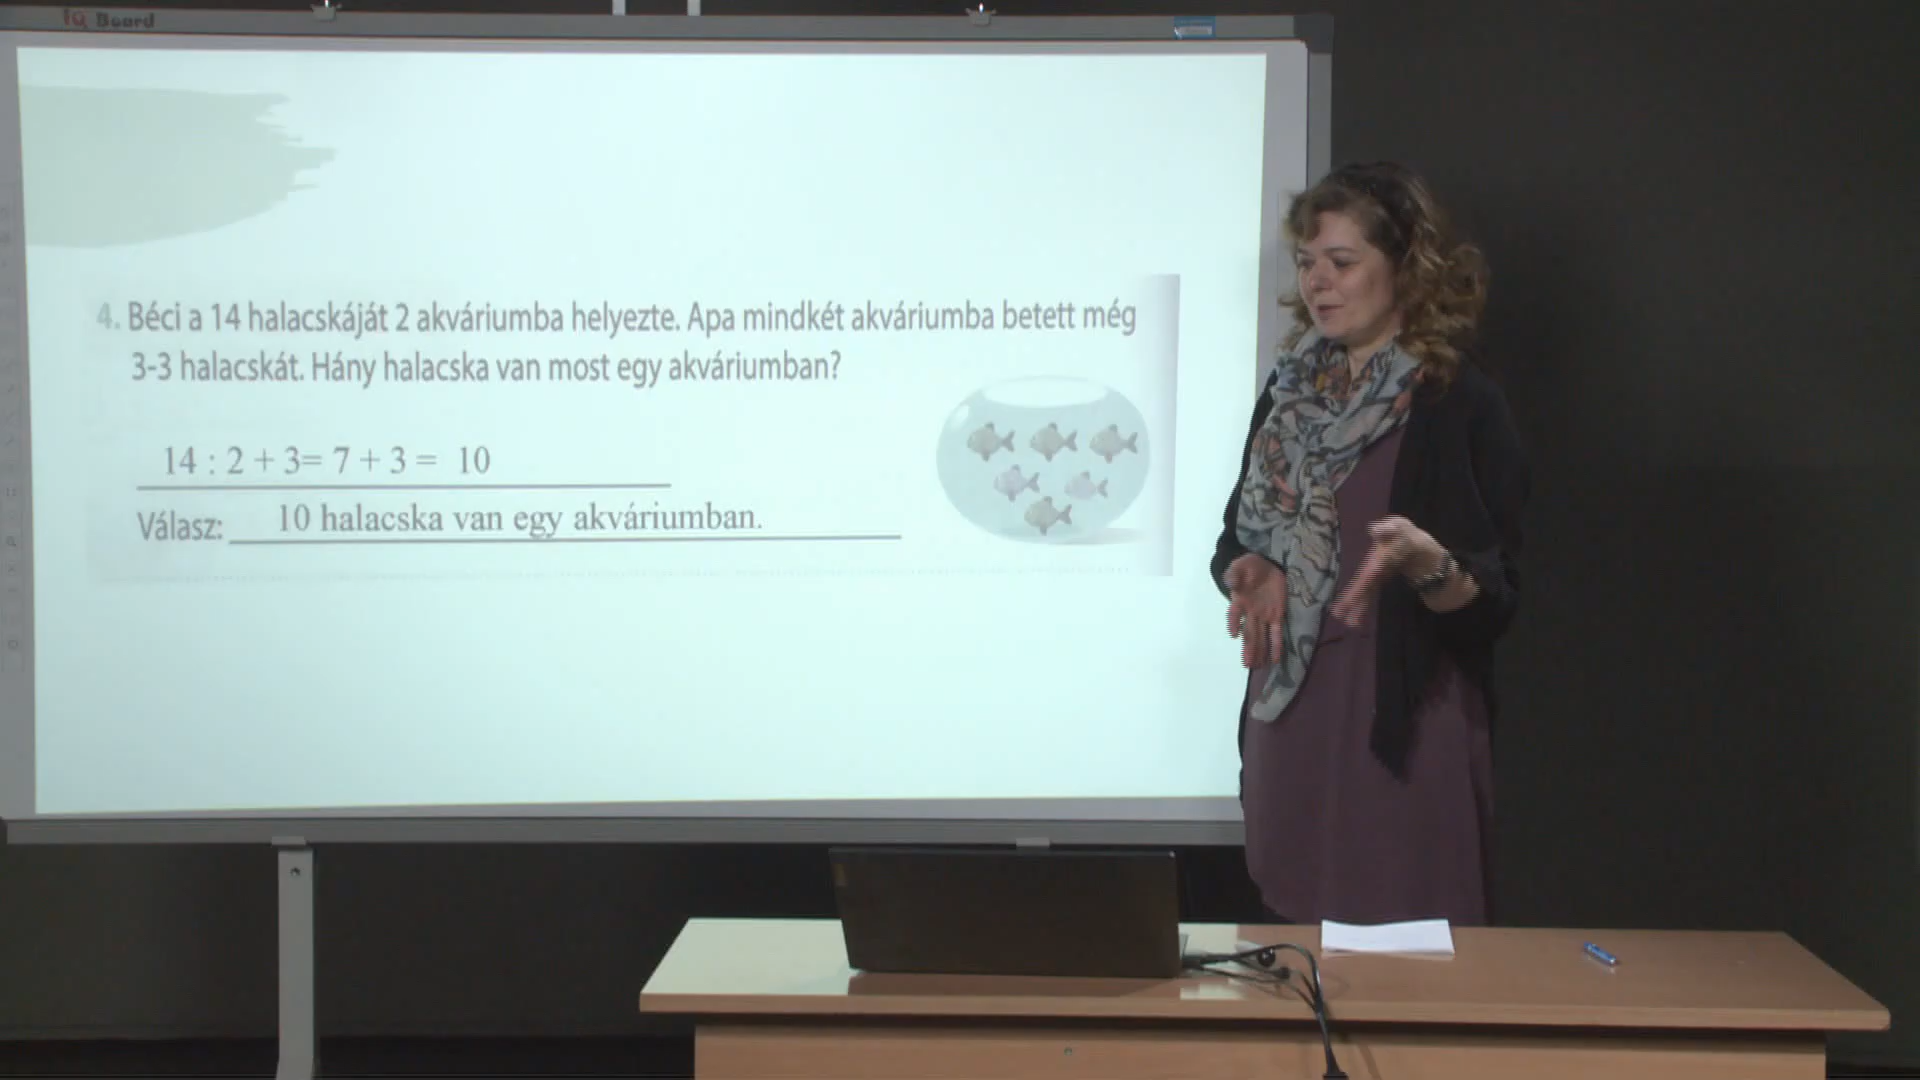 iQ Board
4. Béci a 14 halacskáját 2 akváriumba helyezte. Apa mindkét akváriumba betett még
3-3 halacskát. Hány halacska van most egy akváriumban?
14 : 2 + 3= 7 + 3 = 10
Válasz: 10 halacska van egy akváriumban.